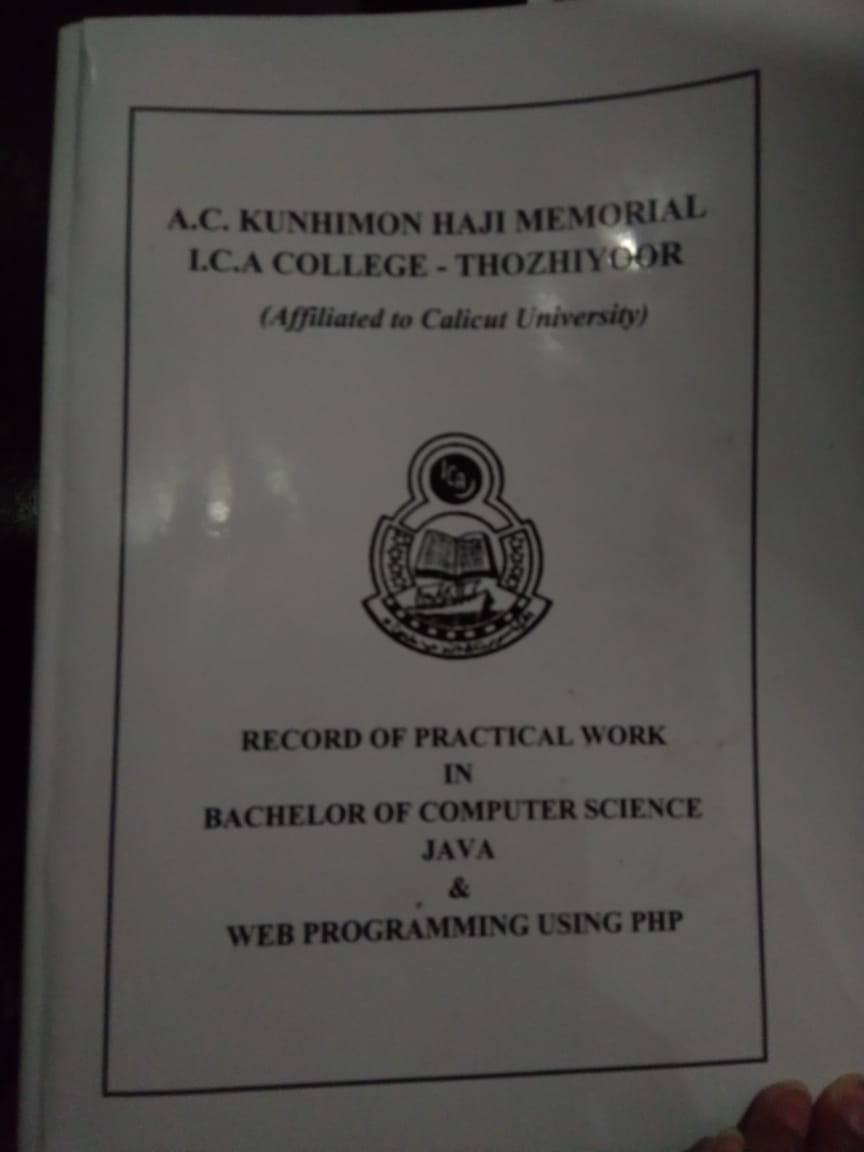 A.C. KUNHIMON HAJI MEMORIAL
I.C.A COLLEGE - THOZHIYOOR
(Affiliated to Calicut University)
ICA
RECORD OF PRACTICAL WORK
IN
BACHELOR OF COMPUTER SCIENCE
JAVA
&
WEB PROGRAMMING USING PHP